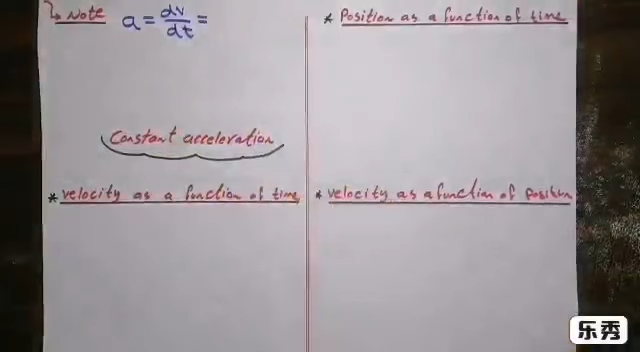 Note a = dv/dt =
Constant acceleration
* velocity as a function of time
* Position as a function of time
* velocity as a function of position
乐秀